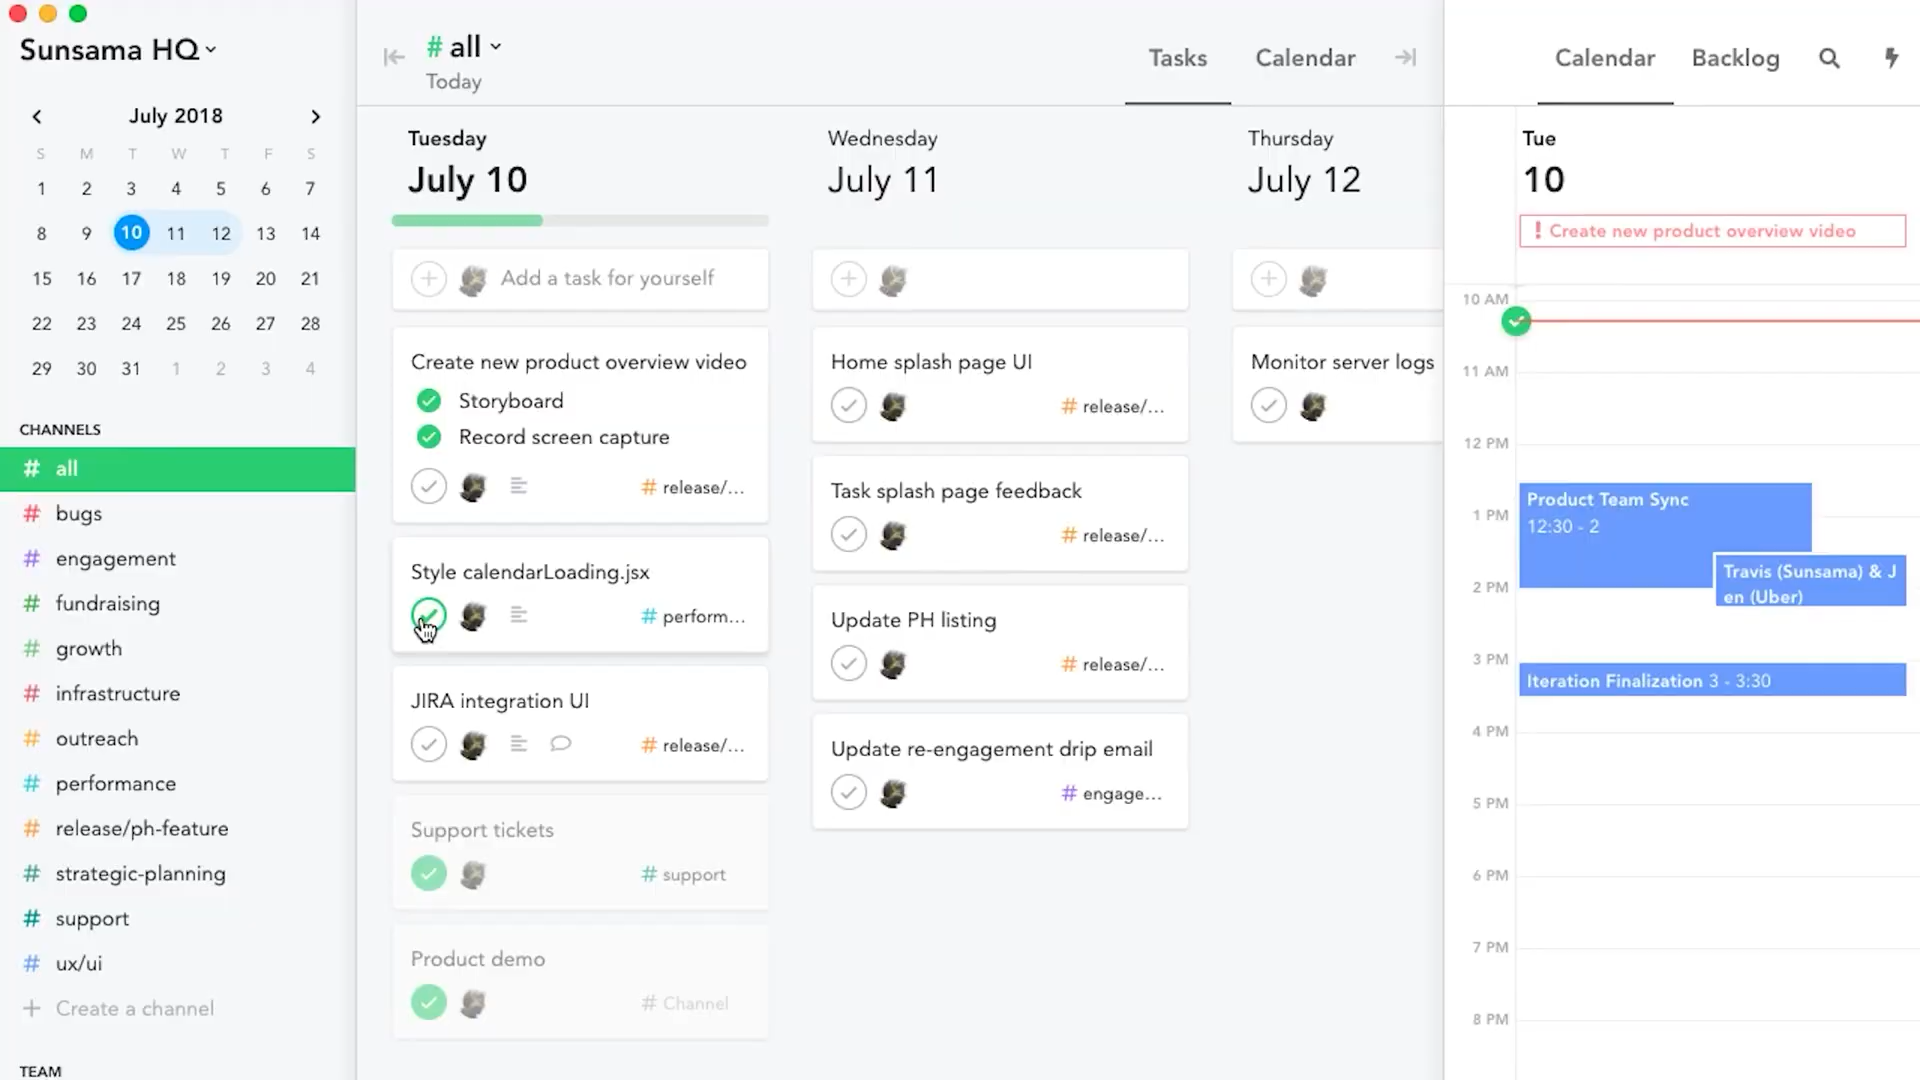 Sunsama HQ
July 2018
S M T W T F S
1 2 3 4 5 6 7
8 9 10 11 12 13 14
15 16 17 18 19 20 21
22 23 24 25 26 27 28
29 30 31 1 2 3 4
CHANNELS
# all
# bugs
# engagement
# fundraising
# growth
# infrastructure
# outreach
# performance
# release/ph-feature
# strategic-planning
# support
# ux/ui
+ Create a channel
TEAM
# all
Today
Tasks
Calendar
Tuesday
July 10
Add a task for yourself
Create new product overview video
Storyboard
Record screen capture
# release/...
Style calendarLoading.jsx
# perform...
JIRA integration UI
# release/...
Support tickets
# support
Product demo
# Channel
Wednesday
July 11
Home splash page UI
# release/...
Task splash page feedback
# release/...
Update PH listing
# release/...
Update re-engagement drip email
# engage...
Thursday
July 12
Monitor server logs
Calendar
Backlog
Tue
10
! Create new product overview video
10 AM
11 AM
12 PM
Product Team Sync
12:30 - 2
1 PM
Travis (Sunsama) & J
en (Uber)
2 PM
3 PM
Iteration Finalization 3 - 3:30
4 PM
5 PM
6 PM
7 PM
8 PM